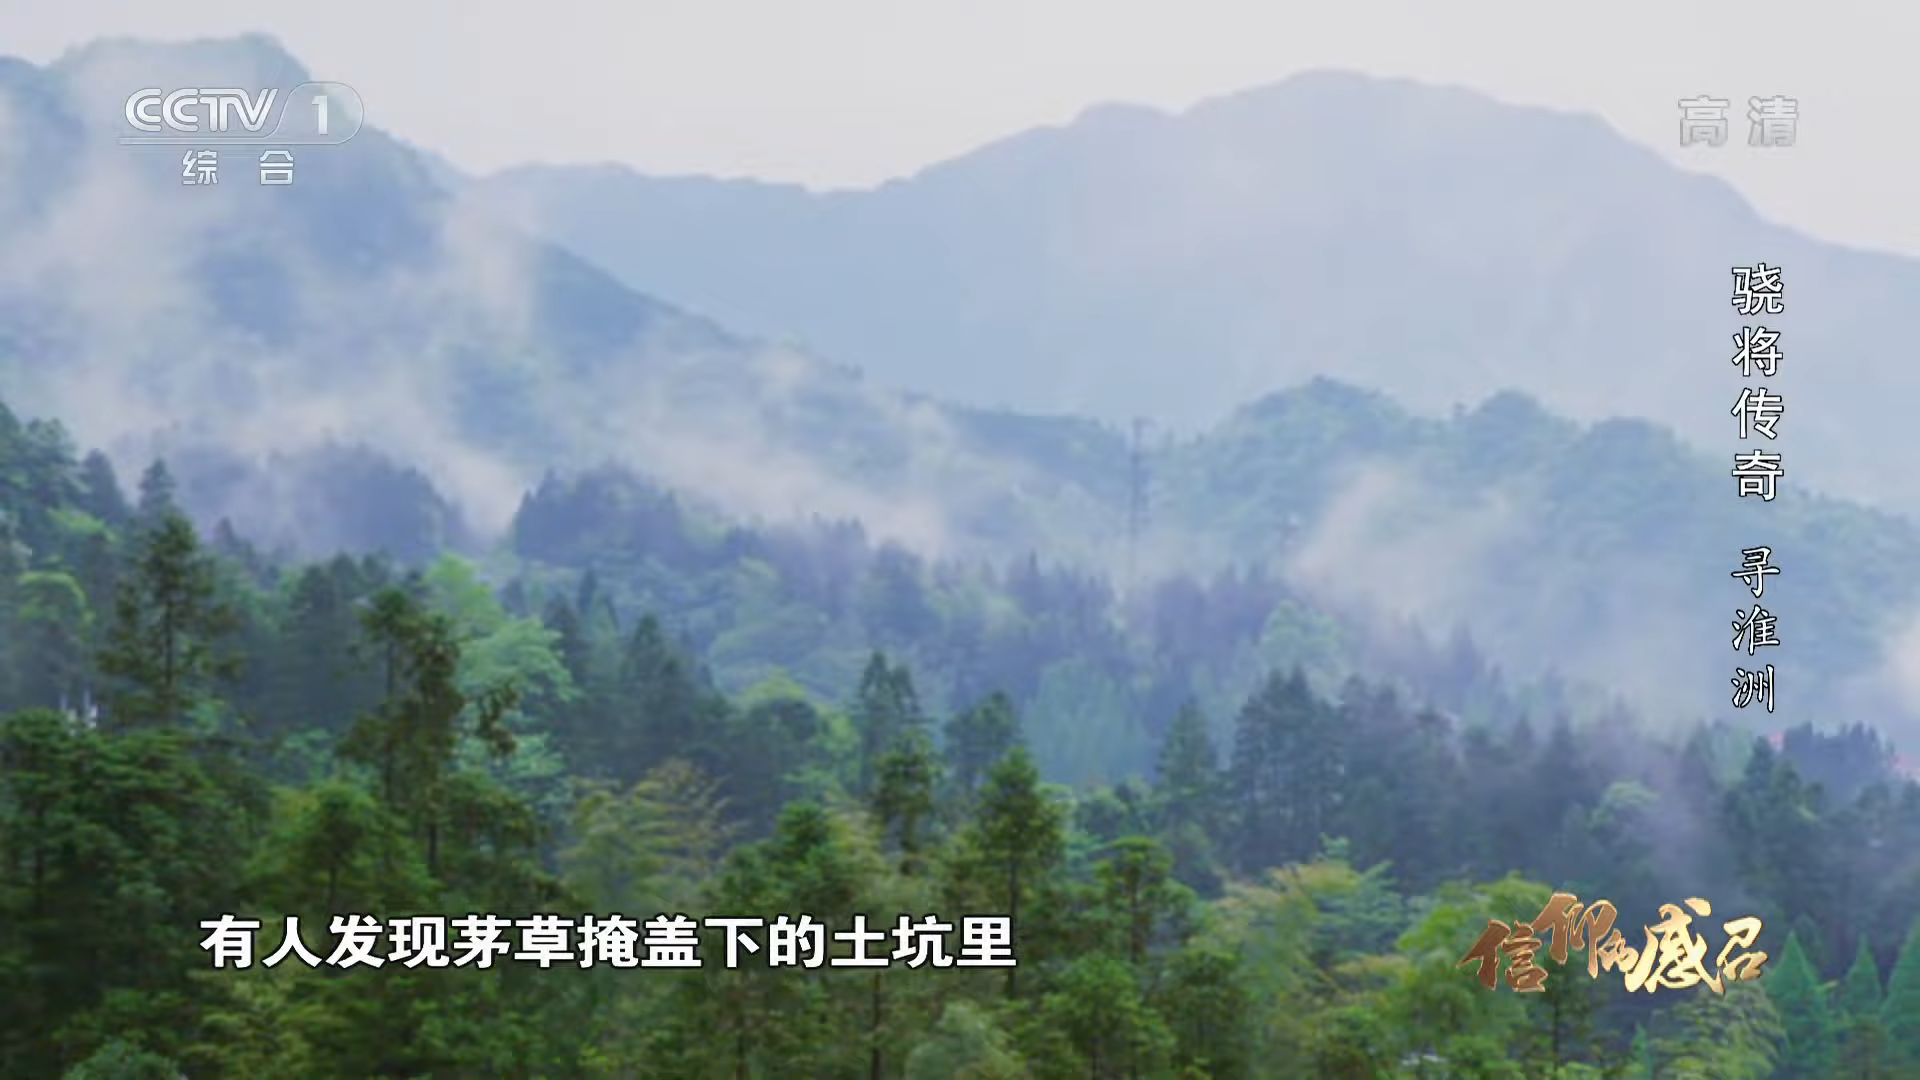 CCTV 1
综合
高清
骁将传奇 寻淮洲
有人发现茅草掩盖下的土坑里
信仰的感召